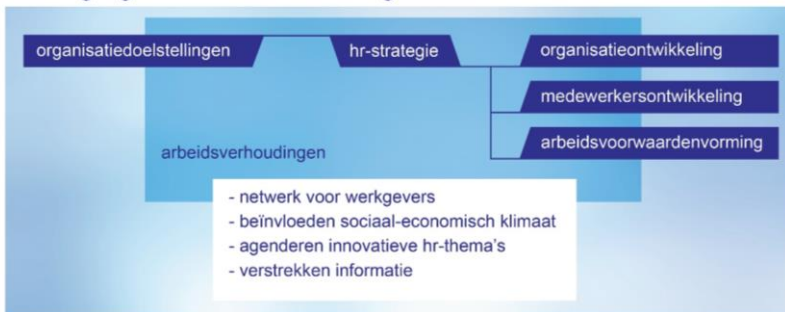 organisatiedoelstellingen
hr-strategie
organisatieontwikkeling
medewerkersontwikkeling
arbeidsvoorwaardenvorming
arbeidsverhoudingen
- netwerk voor werkgevers
- beïnvloeden sociaal-economisch klimaat
- agenderen innovatieve hr-thema's
- verstrekken informatie